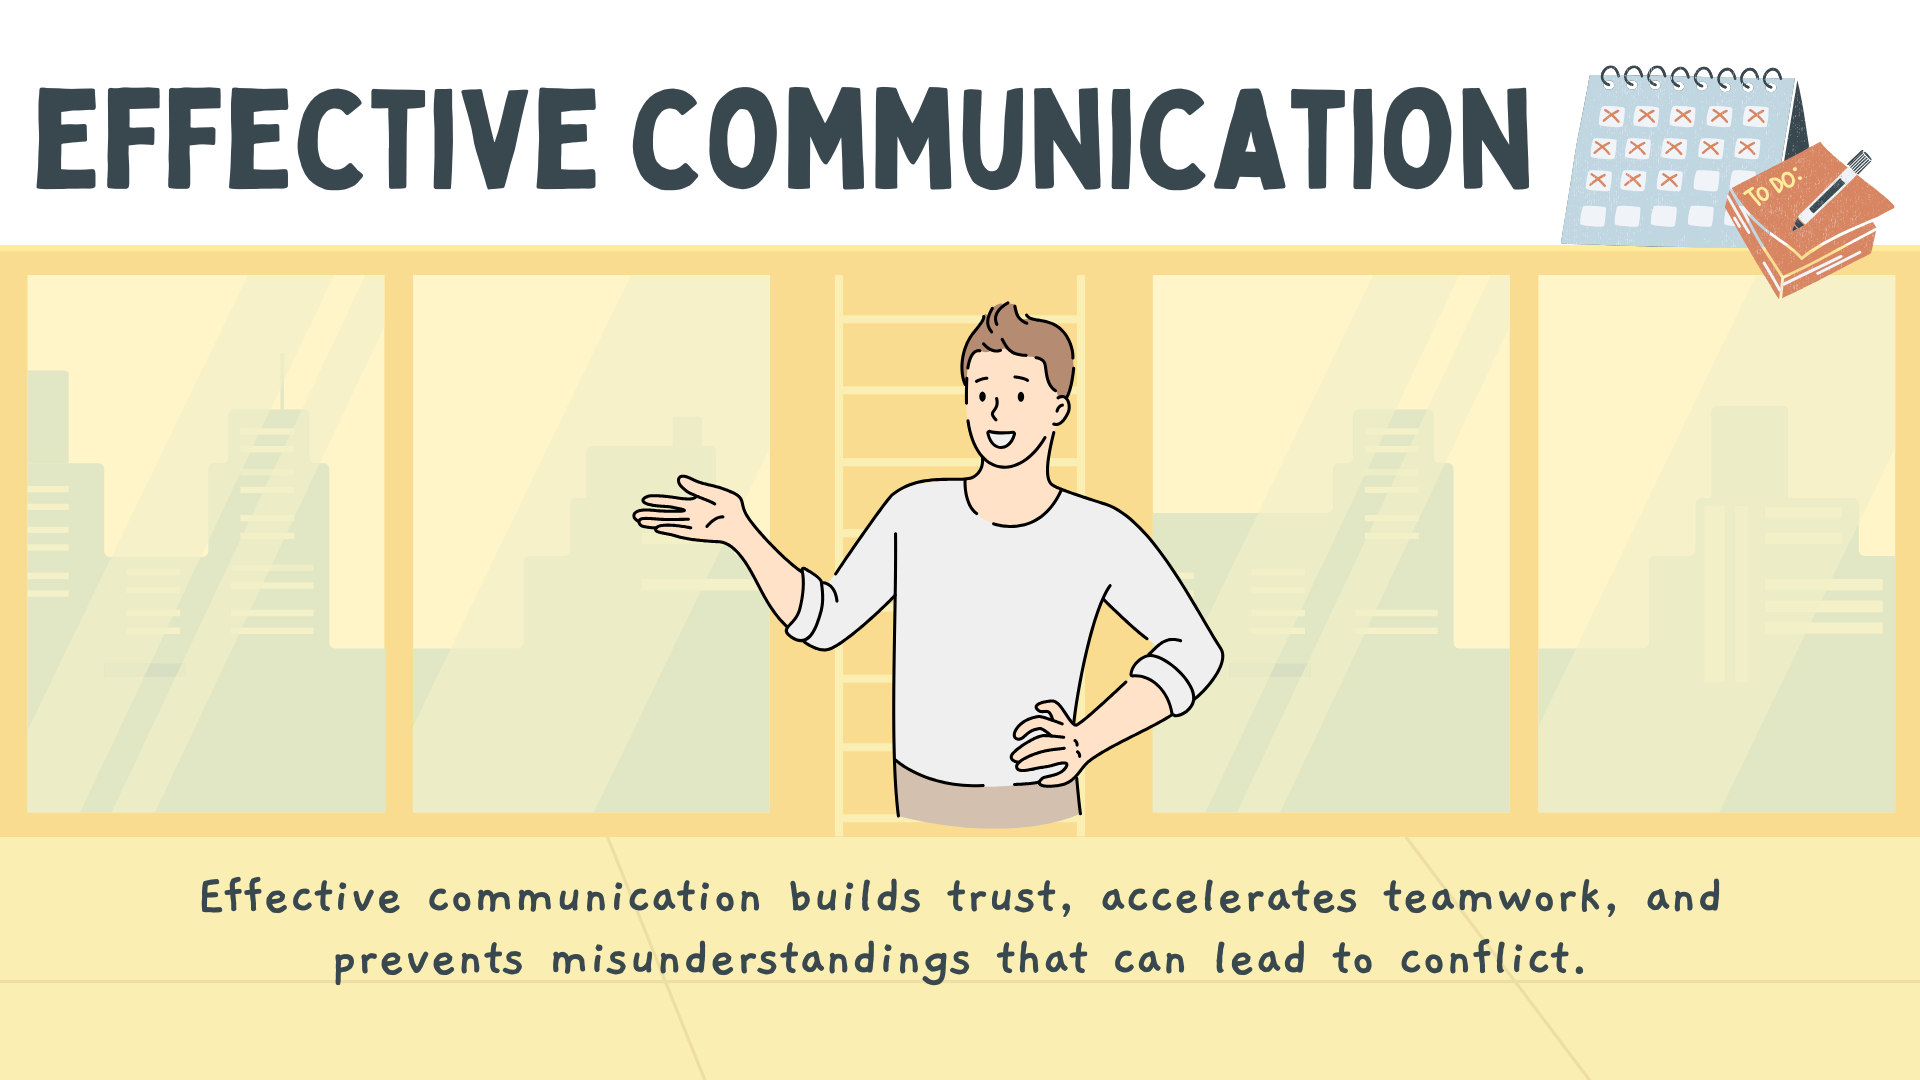 EFFECTIVE COMMUNICATION
TO DO:
Effective communication builds trust, accelerates teamwork, and
prevents misunderstandings that can lead to conflict.